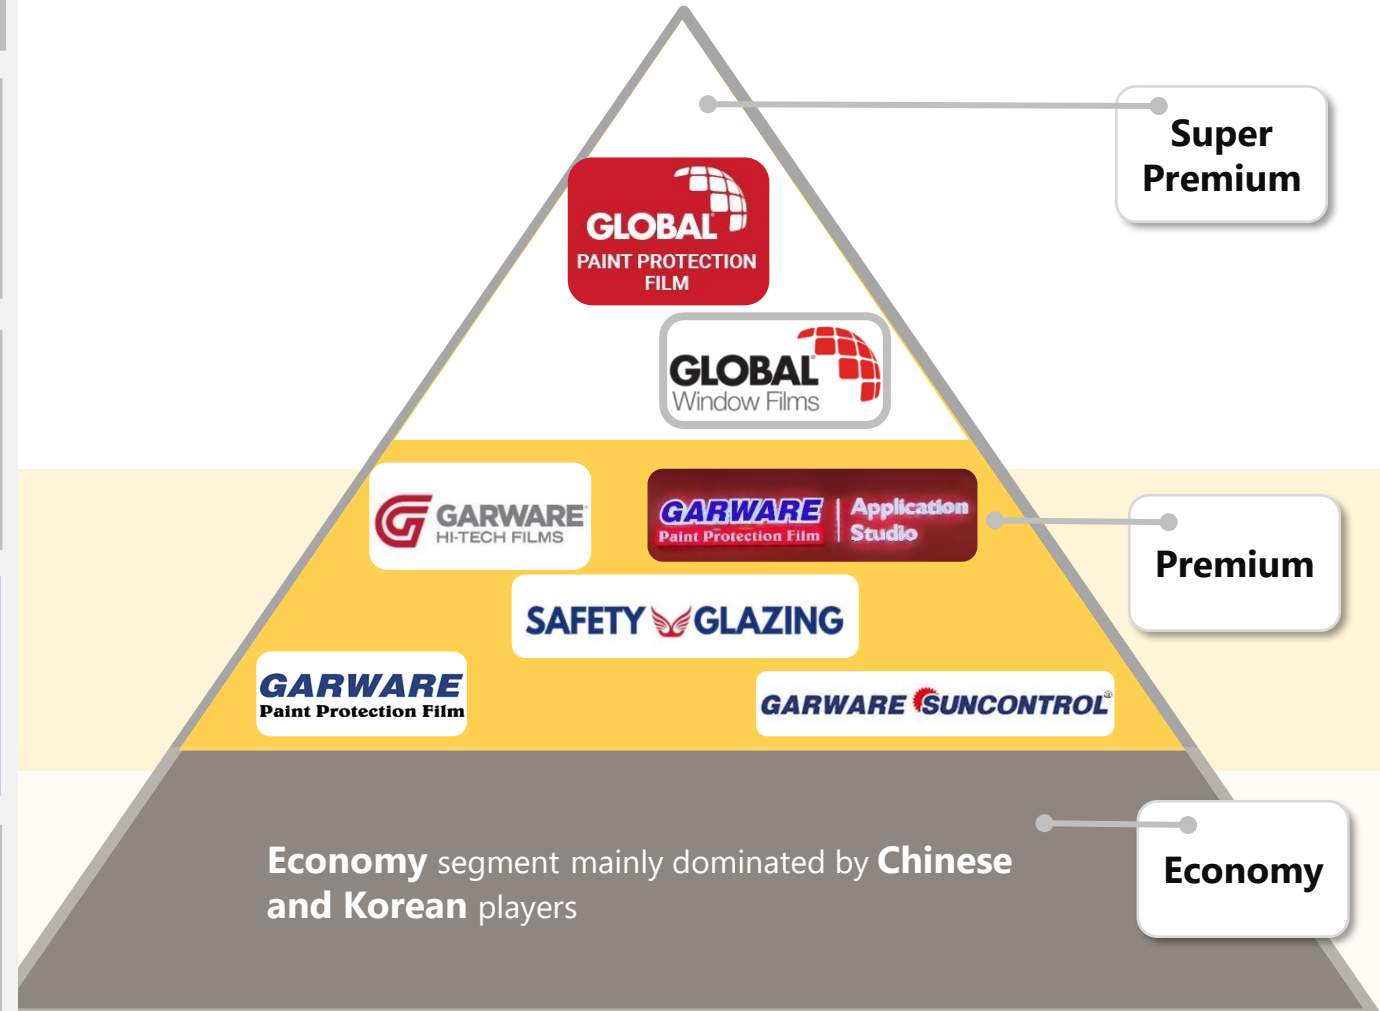 Super
Premium
GLOBAL
PAINT PROTECTION
FILM
GLOBAL
Window Films
GARWARE
HI-TECH FILMS
GARWARE
Paint Protection Film
Application
Studio
Premium
SAFETY GLAZING
GARWARE
Paint Protection Film
GARWARE SUNCONTROL®
Economy segment mainly dominated by Chinese
and Korean players
Economy